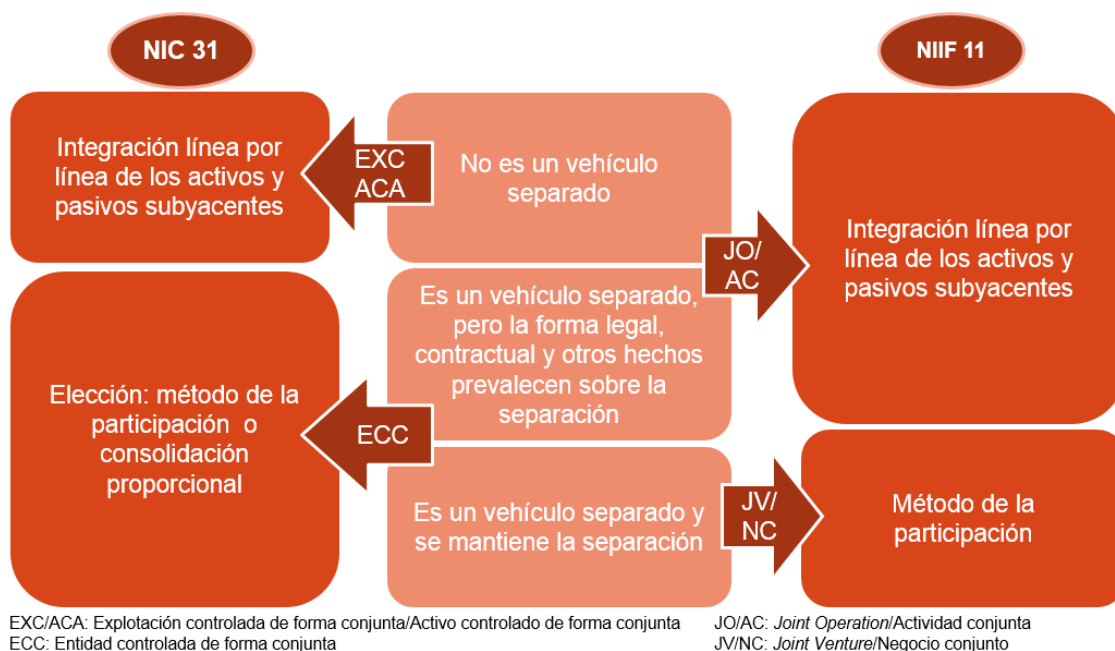 NIC 31
NIIF 11
Integración línea por
línea de los activos y
pasivos subyacentes
EXC
ACA
No es un vehículo
separado
JO/
AC
Integración línea por
línea de los activos y
pasivos subyacentes
Es un vehículo separado,
pero la forma legal,
contractual y otros hechos
prevalecen sobre la
separación
Elección: método de la
participación o
consolidación
proporcional
ECC
Es un vehículo separado y
se mantiene la separación
JV/
NC
Método de la
participación
EXC/ACA: Explotación controlada de forma conjunta/Activo controlado de forma conjunta
ECC: Entidad controlada de forma conjunta
JO/AC: Joint Operation/Actividad conjunta
JV/NC: Joint Venture/Negocio conjunto